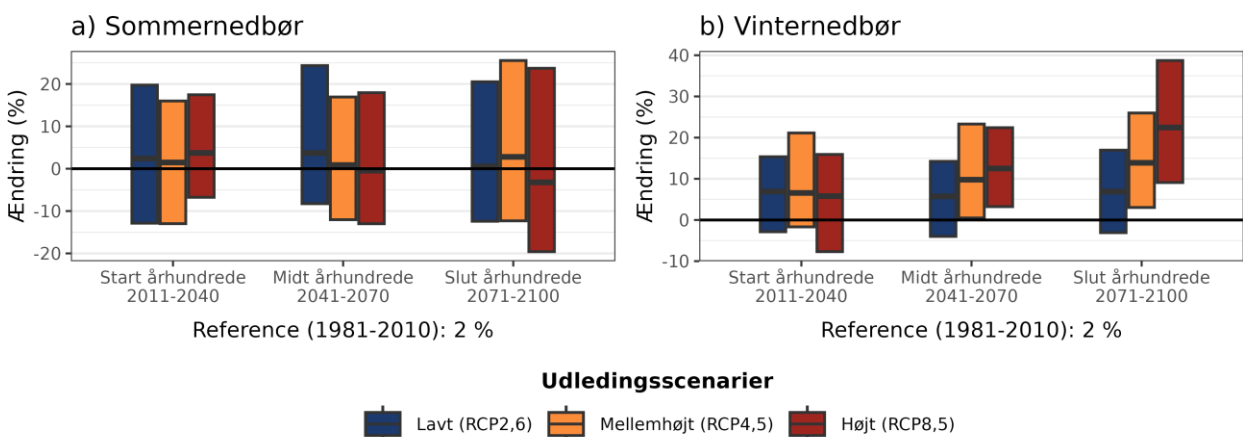 a) Sommernedbør
Ændring (%)
20
10
0
-10
-20
Start århundrede
2011-2040
Midt århundrede
2041-2070
Slut århundrede
2071-2100
Reference (1981-2010): 2 %
b) Vinternedbør
Ændring (%)
40
30
20
10
0
-10
Start århundrede
2011-2040
Midt århundrede
2041-2070
Slut århundrede
2071-2100
Reference (1981-2010): 2 %
Udledingsscenarier
Lavt (RCP2,6) Mellemhøjt (RCP4,5) Højt (RCP8,5)